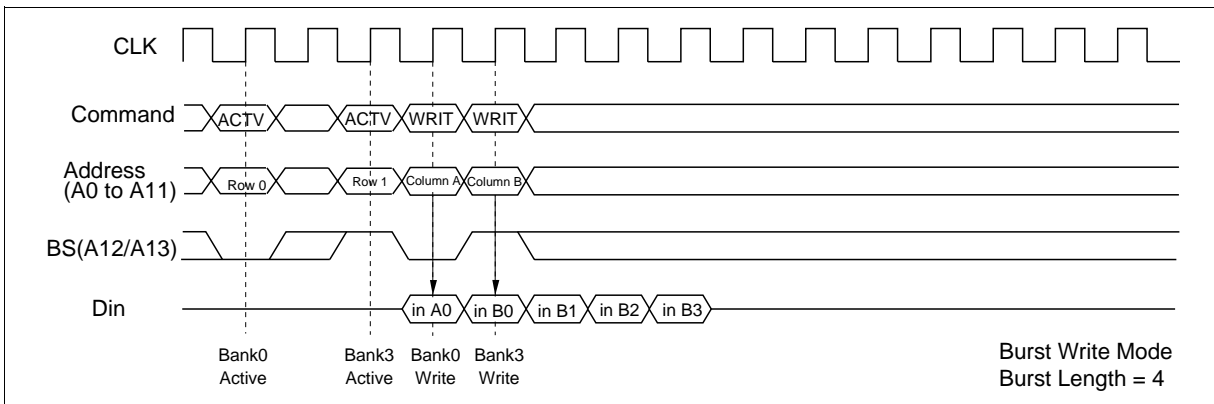 CLK
Command ACTV ACTV WRIT WRIT
Address
(A0 to A11) Row 0 Row 1 Column A Column B
BS(A12/A13)
Din in A0 in B0 in B1 in B2 in B3
Bank0 Bank3 Bank0 Bank3
Active Active Write Write
Burst Write Mode
Burst Length = 4